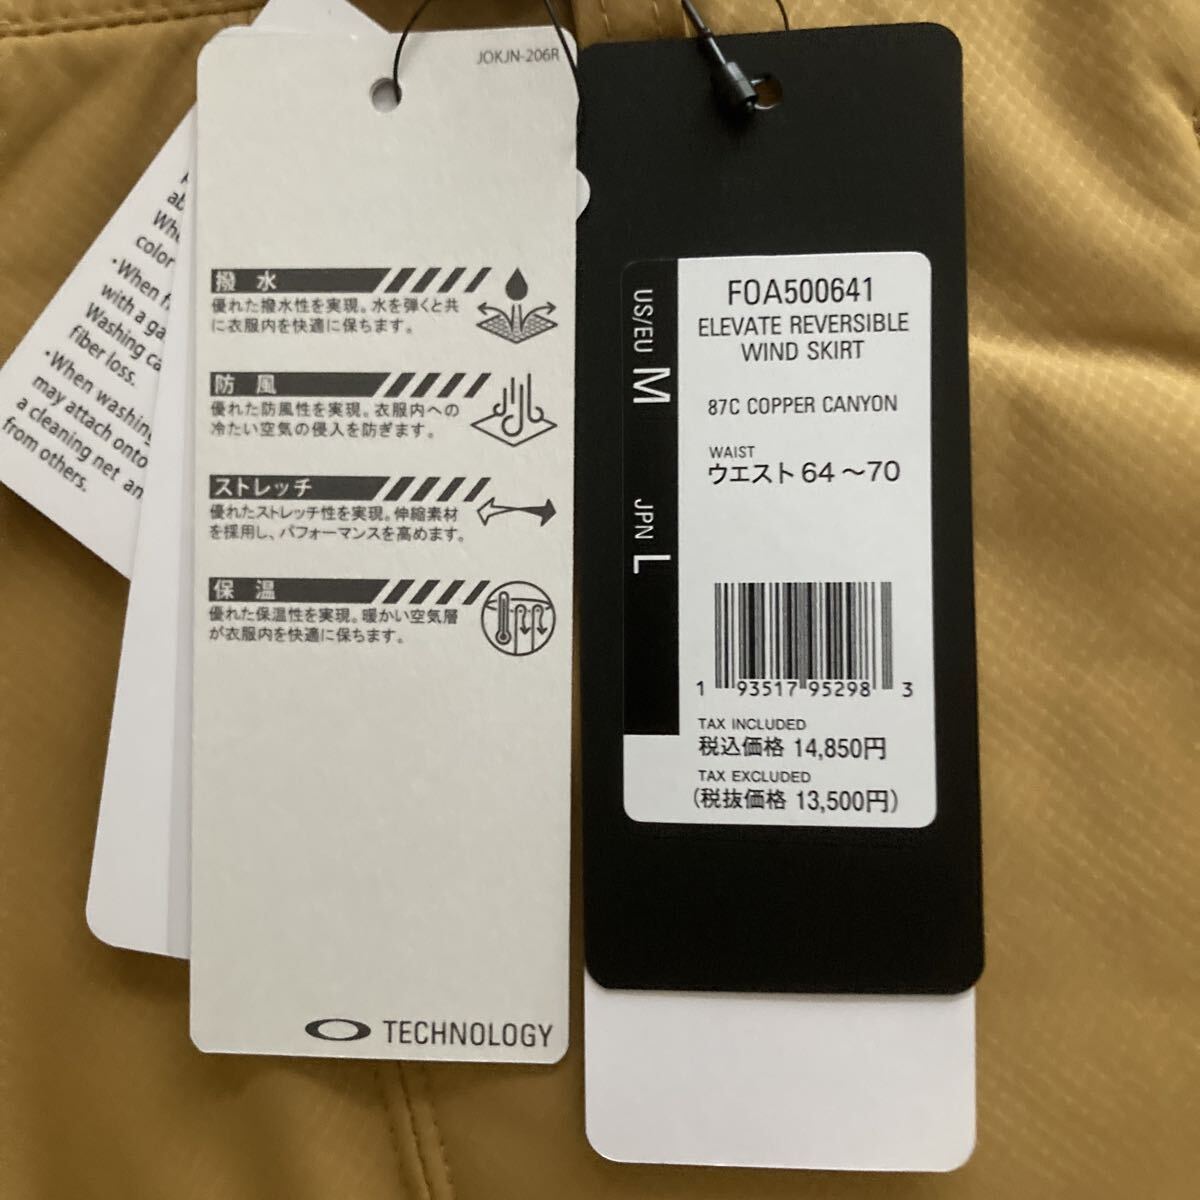 JOKJN-206R
撥水
優れた撥水性を実現。水を弾くと共
に衣服内を快適に保ちます。
防風
優れた防風性を実現。衣服内への
冷たい空気の侵入を防ぎます。
ストレッチ
優れたストレッチ性を実現。伸縮素材
を採用し、パフォーマンスを高めます。
保温
優れた保温性を実現。暖かい空気層
が衣服内を快適に保ちます。
TECHNOLOGY
color
・When
with a
Washing
fiber loss.
・When washing
may attach onto
a cleaning net an
from others.
US/EU M
JPN L
FOA500641
ELEVATE REVERSIBLE
WIND SKIRT
87C COPPER CANYON
WAIST
ウエスト 64～70
1 93517 95298 3
TAX INCLUDED
税込価格 14,850円
TAX EXCLUDED
(税抜価格 13,500円)